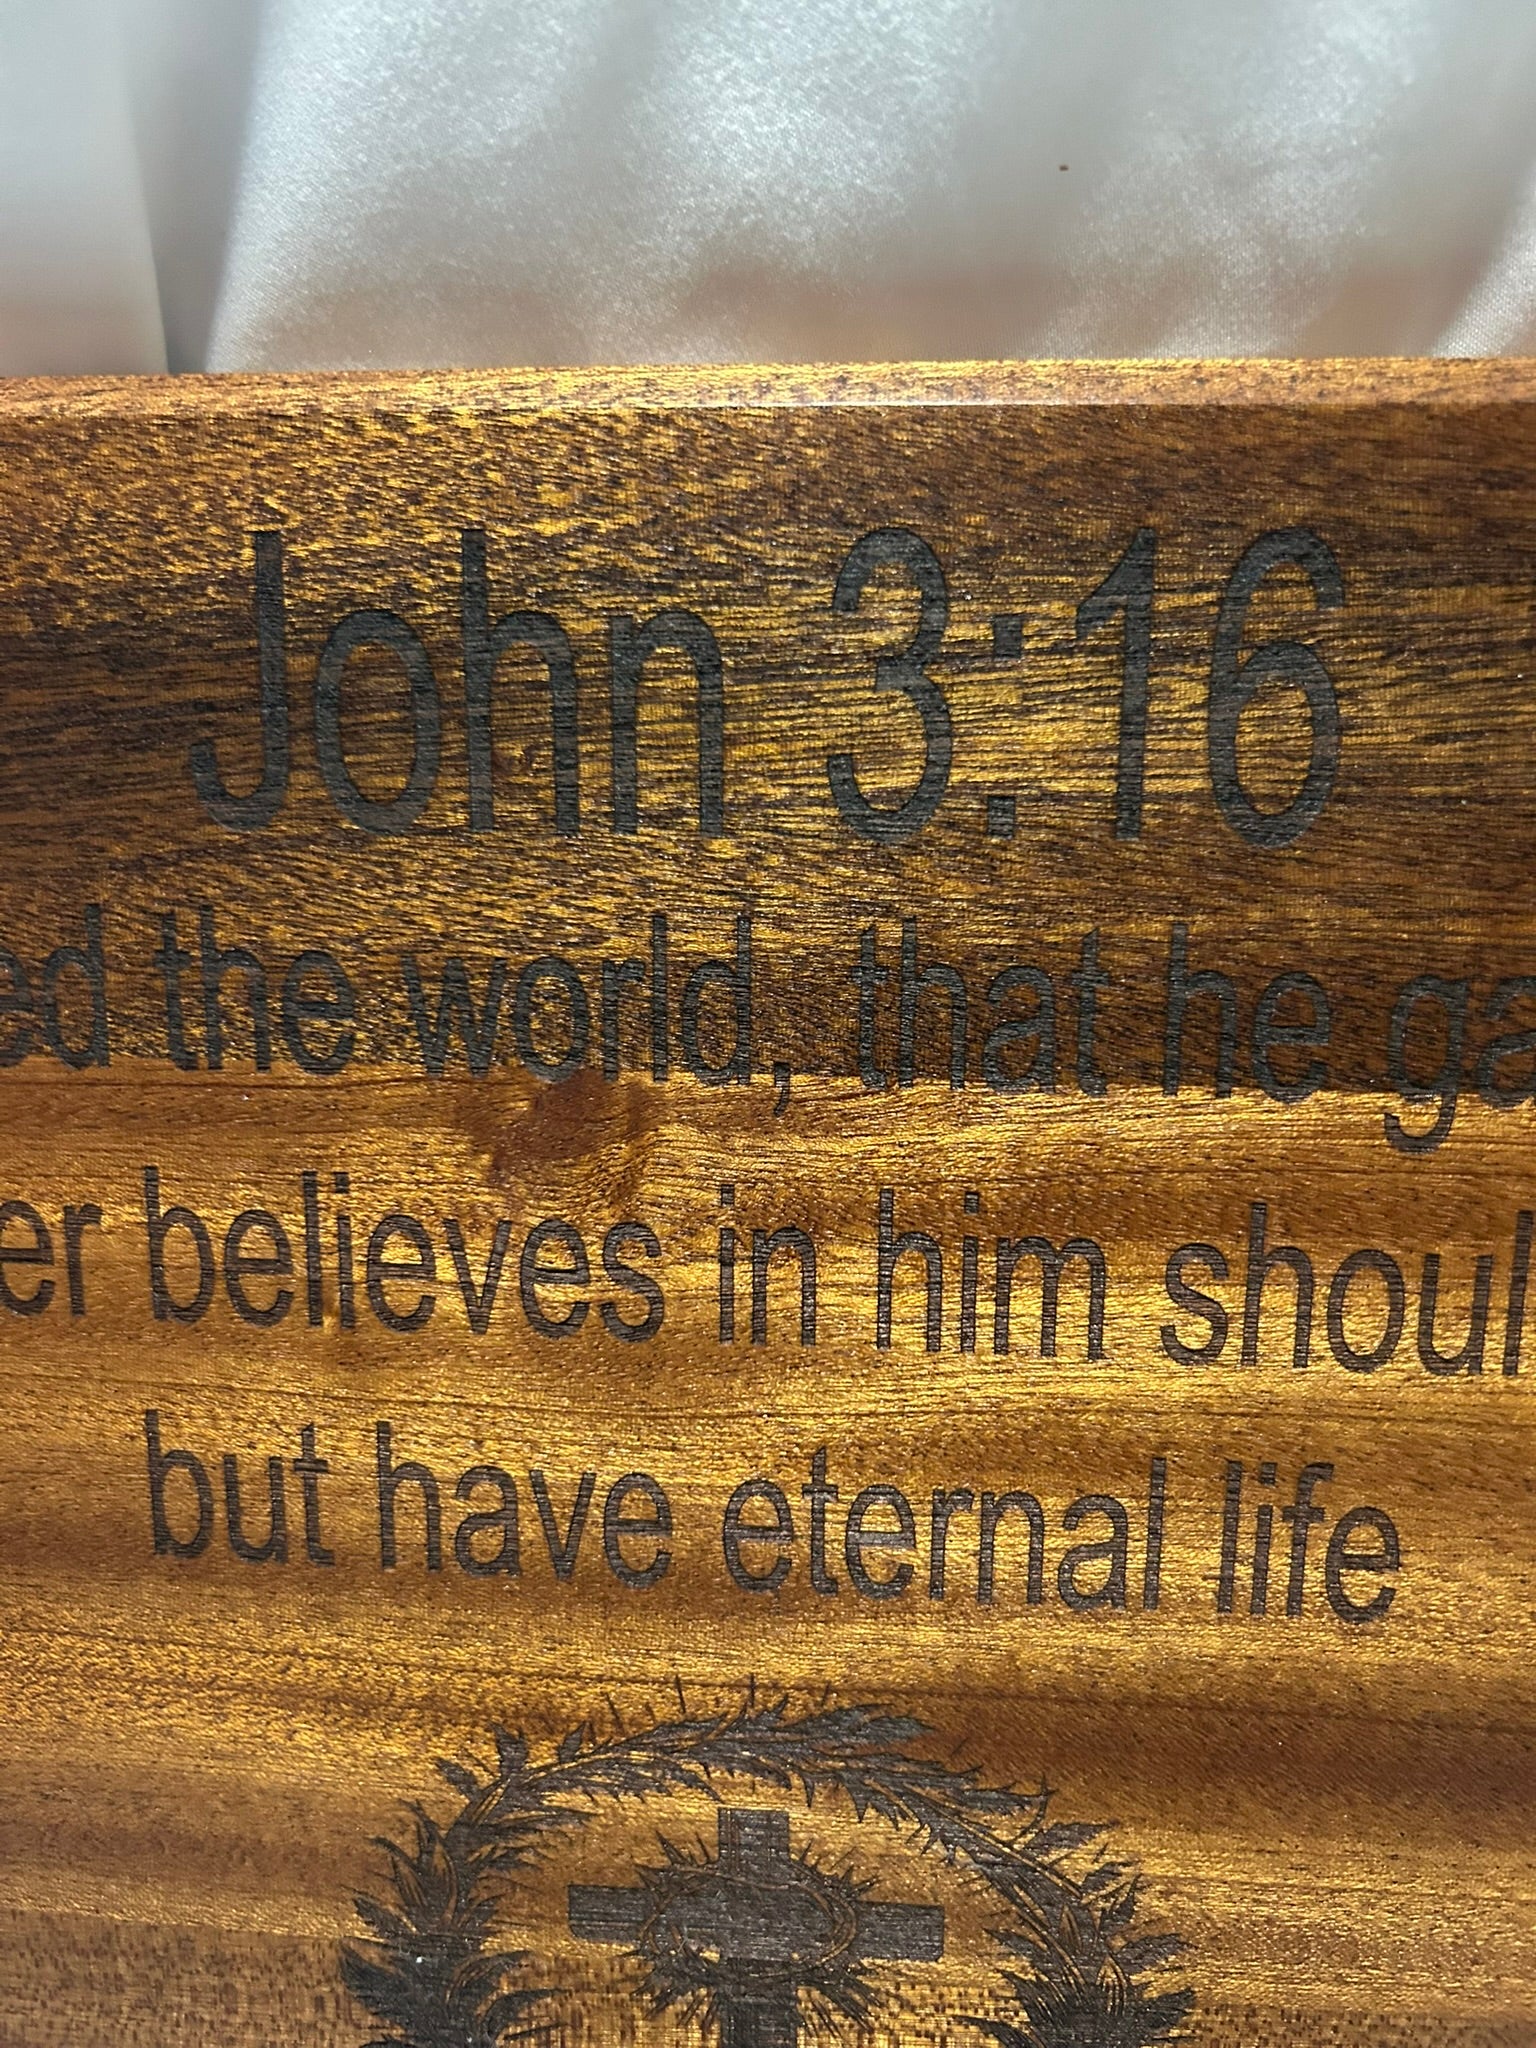 John 3:16
ed the world, that he ga
er believes in him shoul
but have eternal life